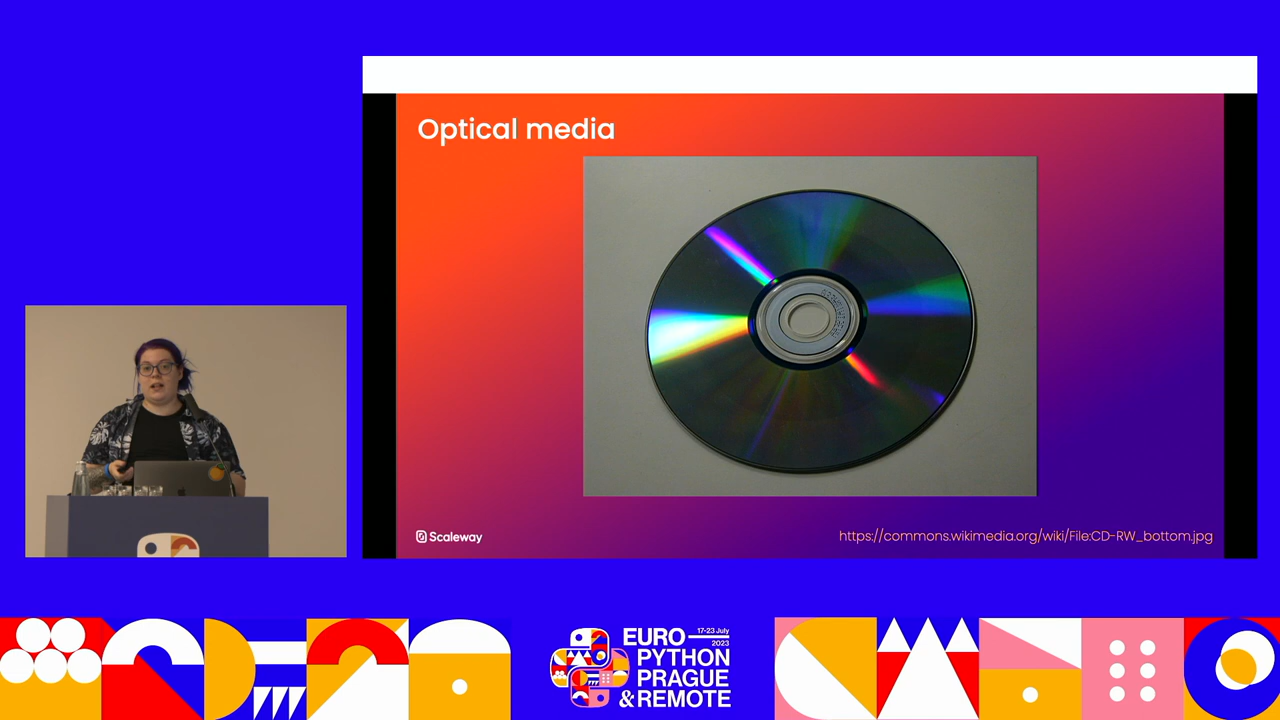 Optical media
Scaleway
https://commons.wikimedia.org/wiki/File:CD-RW_bottom.jpg
EURO
17-23 July
2023
PYTHON
PRAGUE
& REMOTE